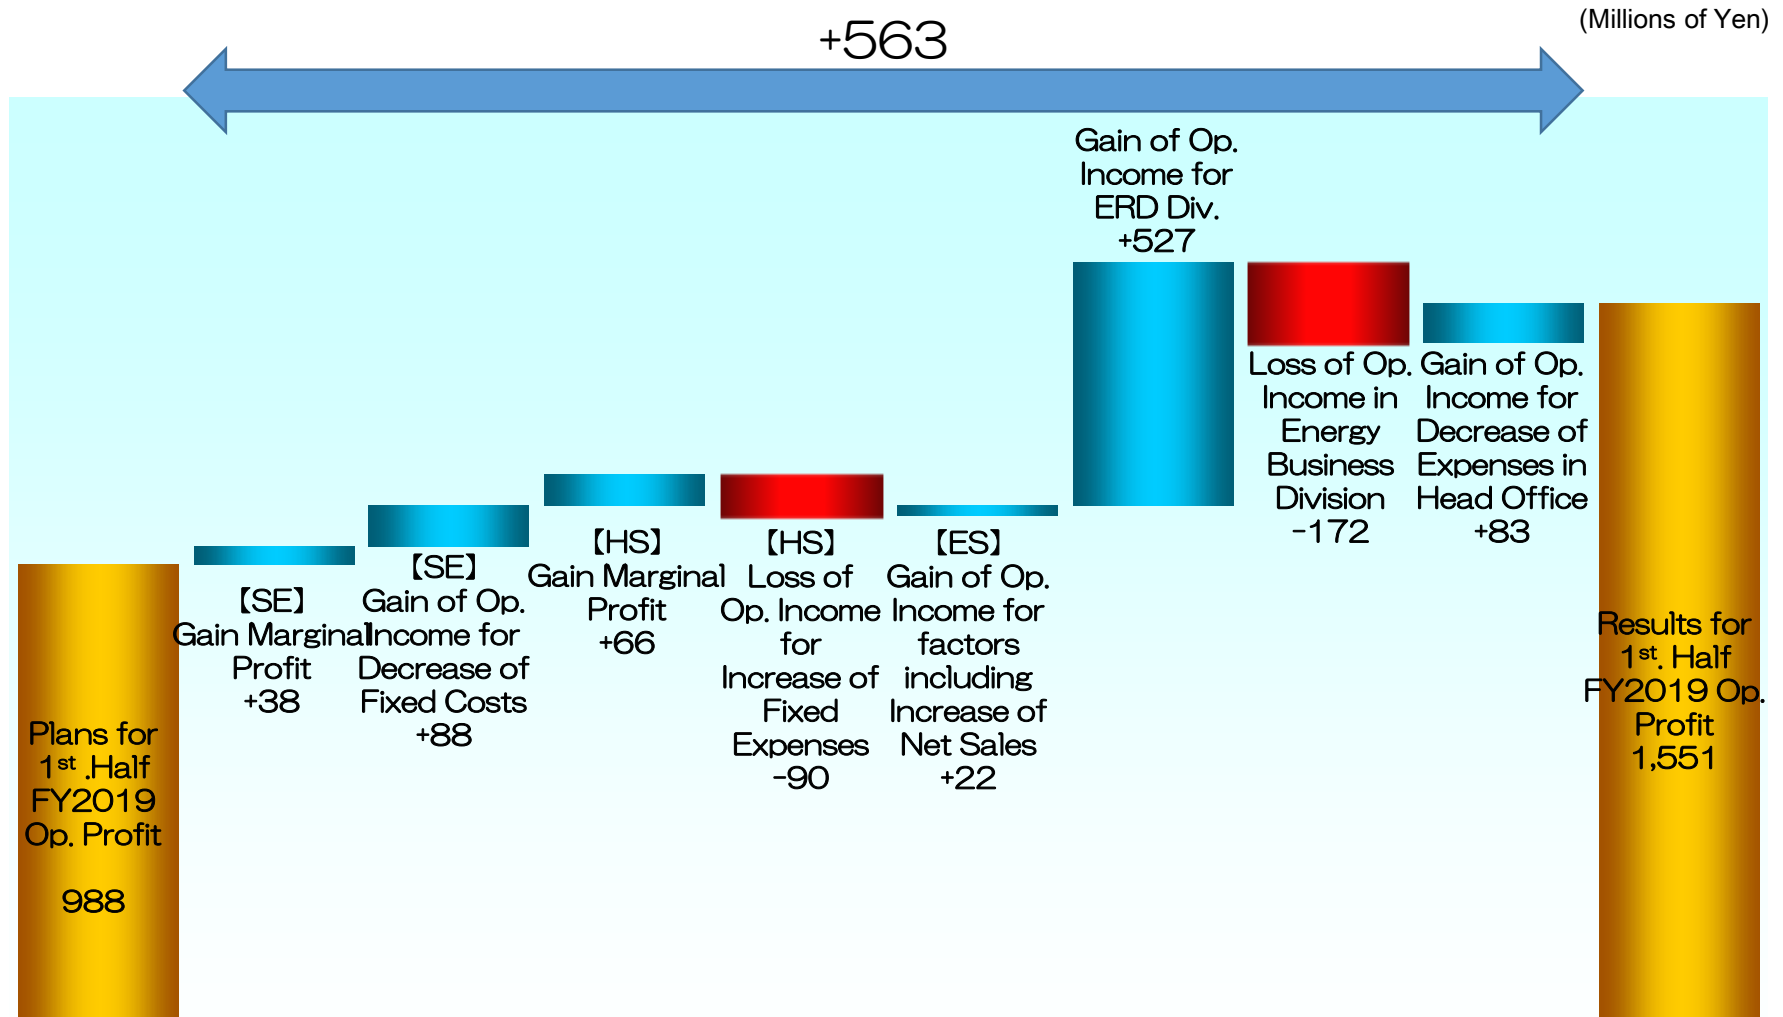 (Millions of Yen)
+563
Gain of Op.
Income for
ERD Div.
+527
Plans for
1st .Half
FY2019
Op. Profit
988
【SE】
Gain Marginal
Profit
+38
【SE】
Gain of Op.
Income for
Decrease of
Fixed Costs
+88
【HS】
Gain Marginal
Profit
+66
【HS】
Loss of
Op. Income
for
Increase of
Fixed
Expenses
-90
【ES】
Gain of Op.
Income for
factors
including
Increase of
Net Sales
+22
Loss of Op.
Income in
Energy
Business
Division
-172
Gain of Op.
Income for
Decrease of
Expenses in
Head Office
+83
Results for
1st. Half
FY2019 Op.
Profit
1,551